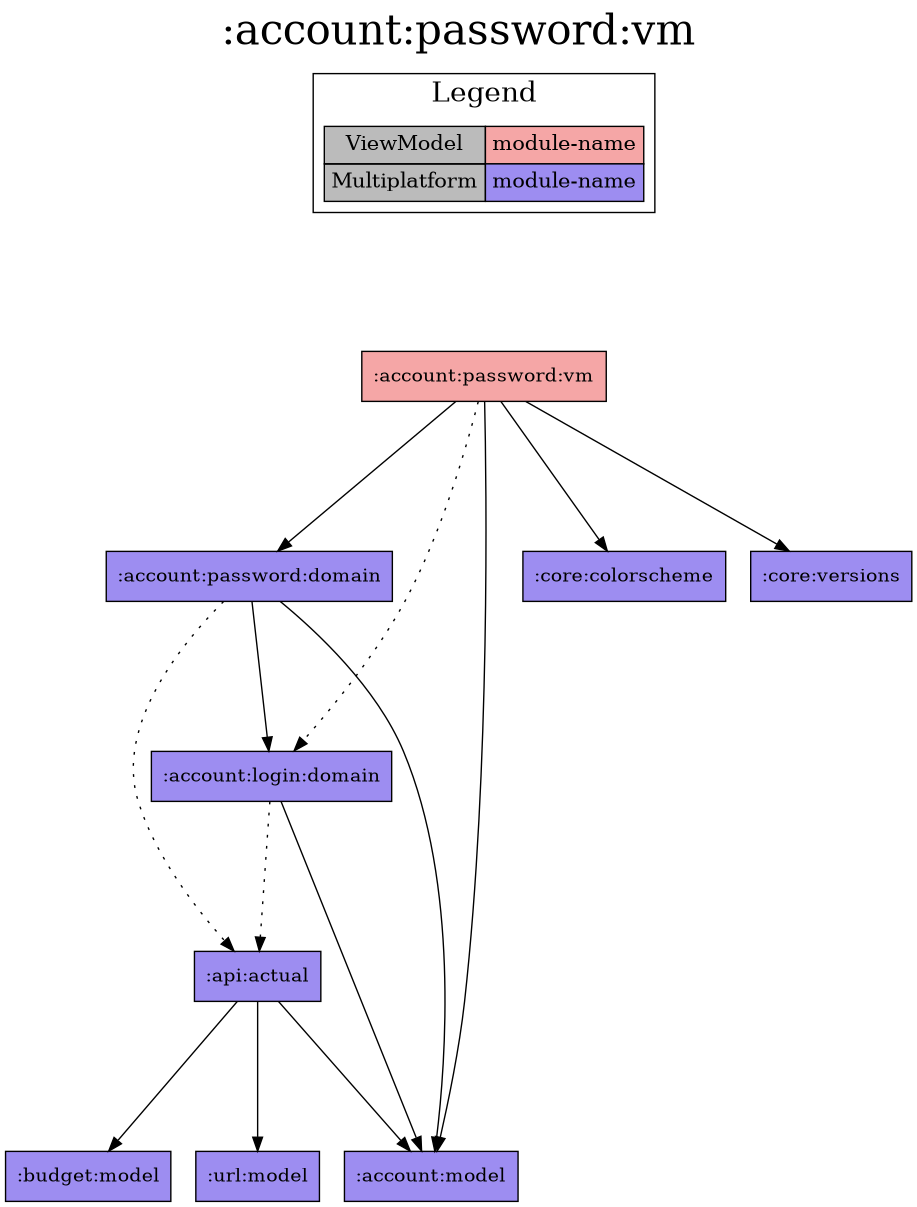 :account:password:vm
Legend
ViewModel module-name
Multiplatform module-name
:account:password:vm
:account:password:domain
:core:colorscheme
:core:versions
:account:login:domain
:api:actual
:budget:model
:url:model
:account:model